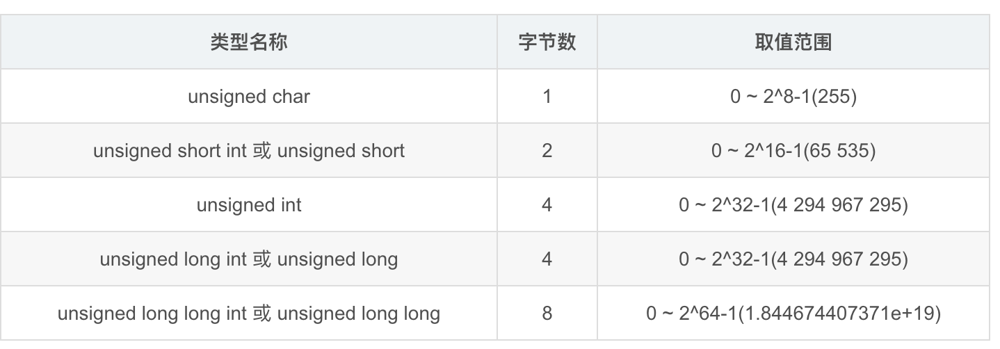 类型名称 字节数 取值范围
unsigned char 1 0 ~ 2^8-1(255)
unsigned short int 或 unsigned short 2 0 ~ 2^16-1(65 535)
unsigned int 4 0 ~ 2^32-1(4 294 967 295)
unsigned long int 或 unsigned long 4 0 ~ 2^32-1(4 294 967 295)
unsigned long long int 或 unsigned long long 8 0 ~ 2^64-1(1.844674407371e+19)